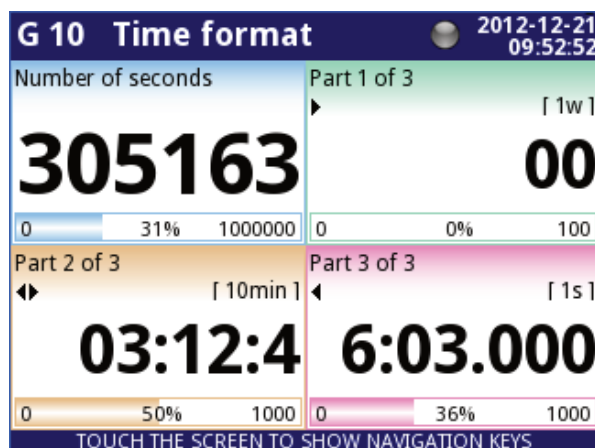 G 10 Time format
2012-12-21
09:52:52
Number of seconds
305163
0 31% 1000000
Part 1 of 3
[ 1w ]
00
0 0% 100
Part 2 of 3
[ 10min ]
03:12:4
0 50% 1000
Part 3 of 3
[ 1s ]
6:03.000
0 36% 1000
TOUCH THE SCREEN TO SHOW NAVIGATION KEYS